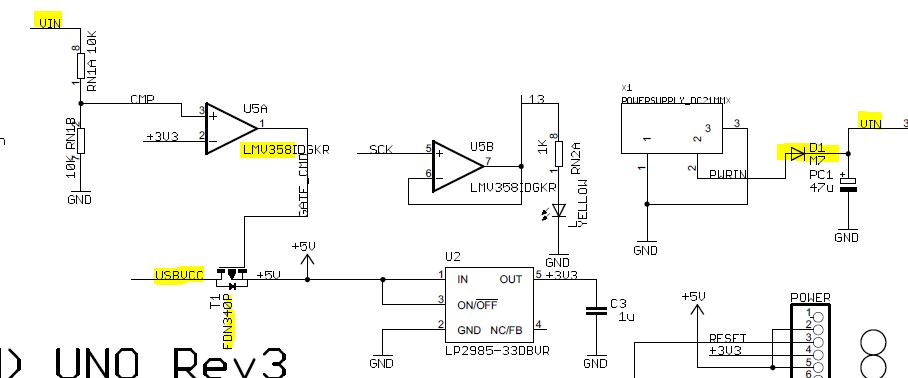 VIN
8
RN1A 10K
1
CMP
3
+
U5A
1
2
-
+3V3
LMV358IDGKR
10K RN1B
GND
GATE_CMD
SCK
5
+
U5B
7
6
-
LMV358IDGKR
L13
8
1K
RN2A
1
L
YELLOW
GND
X1
POWERSUPPLY_DC21MMX
1
2
3
3
1
2
GND
PWRIN
D1
M7
VIN
3
PC1
47u
+
GND
USBVCC
T1
FDN340P
+5V
+5V
U2
1
IN
OUT
5
+3V3
3
ON/OFF
2
GND
NC/FB
4
LP2985-33DBVR
GND
C3
1u
GND
+5V
POWER
1
2
RESET
3
+3V3
4
5
6
) UNO Rev3